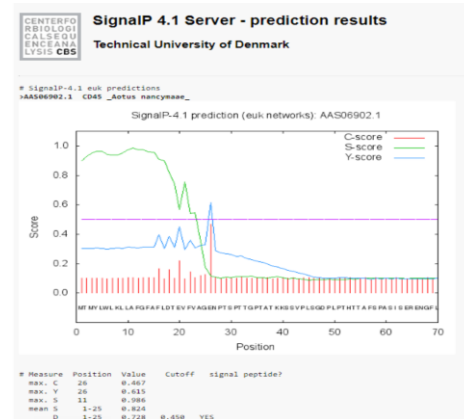 CENTERFO
RBIOLOGI
CALSEQU
ENCEANA
LYSIS CBS
SignalP 4.1 Server - prediction results
Technical University of Denmark
# SignalP-4.1 euk predictions
>AAS06902.1 CD45 _Aotus nancymaae_
SignalP-4.1 prediction (euk networks): AAS06902.1
C-score
S-score
Y-score
1.0
0.8
0.6
0.4
0.2
0.0
Score
MTMYLWLKLLAFGFAFLDTEVFVAGENPTSPTTGPTATKKSSVPLSGDPLPTHTTAFSPASISERENGFL
0 10 20 30 40 50 60 70
Position
# Measure Position Value Cutoff signal peptide?
max. C 26 0.467
max. Y 26 0.615
max. S 11 0.986
mean S 1-25 0.824
D 1-25 0.728 0.450 YES